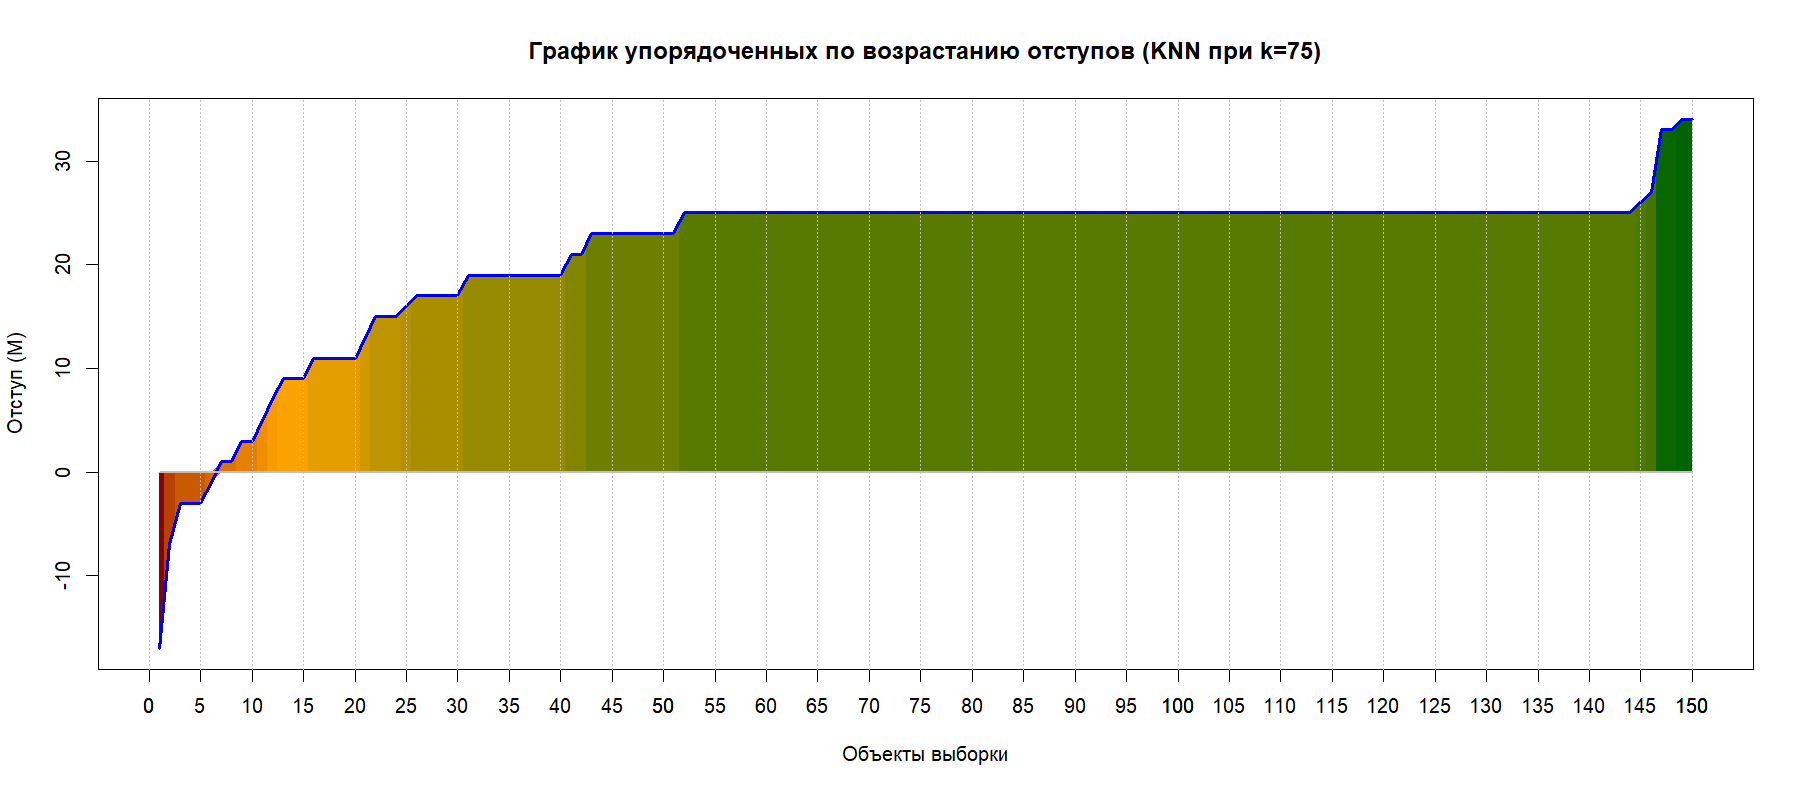 График упорядоченных по возрастанию отступов (KNN при k=75)
30
20
10
0
-10
Отступ (M)
0 5 10 15 20 25 30 35 40 45 50 55 60 65 70 75 80 85 90 95 100 105 110 115 120 125 130 135 140 145 150
Объекты выборки